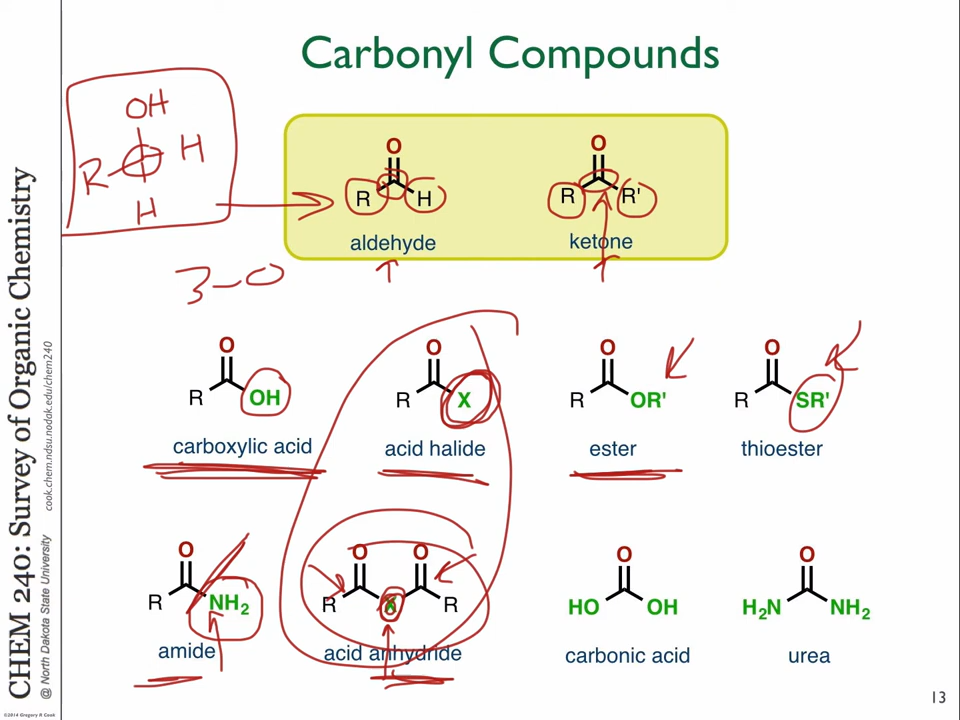 Carbonyl Compounds
OH
R H
H
O
R H
aldehyde
O
R R'
ketone
3-0
O
R OH
carboxylic acid
O
R X
acid halide
O
R OR'
ester
O
R SR'
thioester
O
R NH2
amide
O O
R X R
acid anhydride
O
HO OH
carbonic acid
O
H2N NH2
urea
CHEM 240: Survey of Organic Chemistry
@ North Dakota State University
cook.chem.ndsu.nodak.edu/chem240
©2014 Gregory R Cook
13